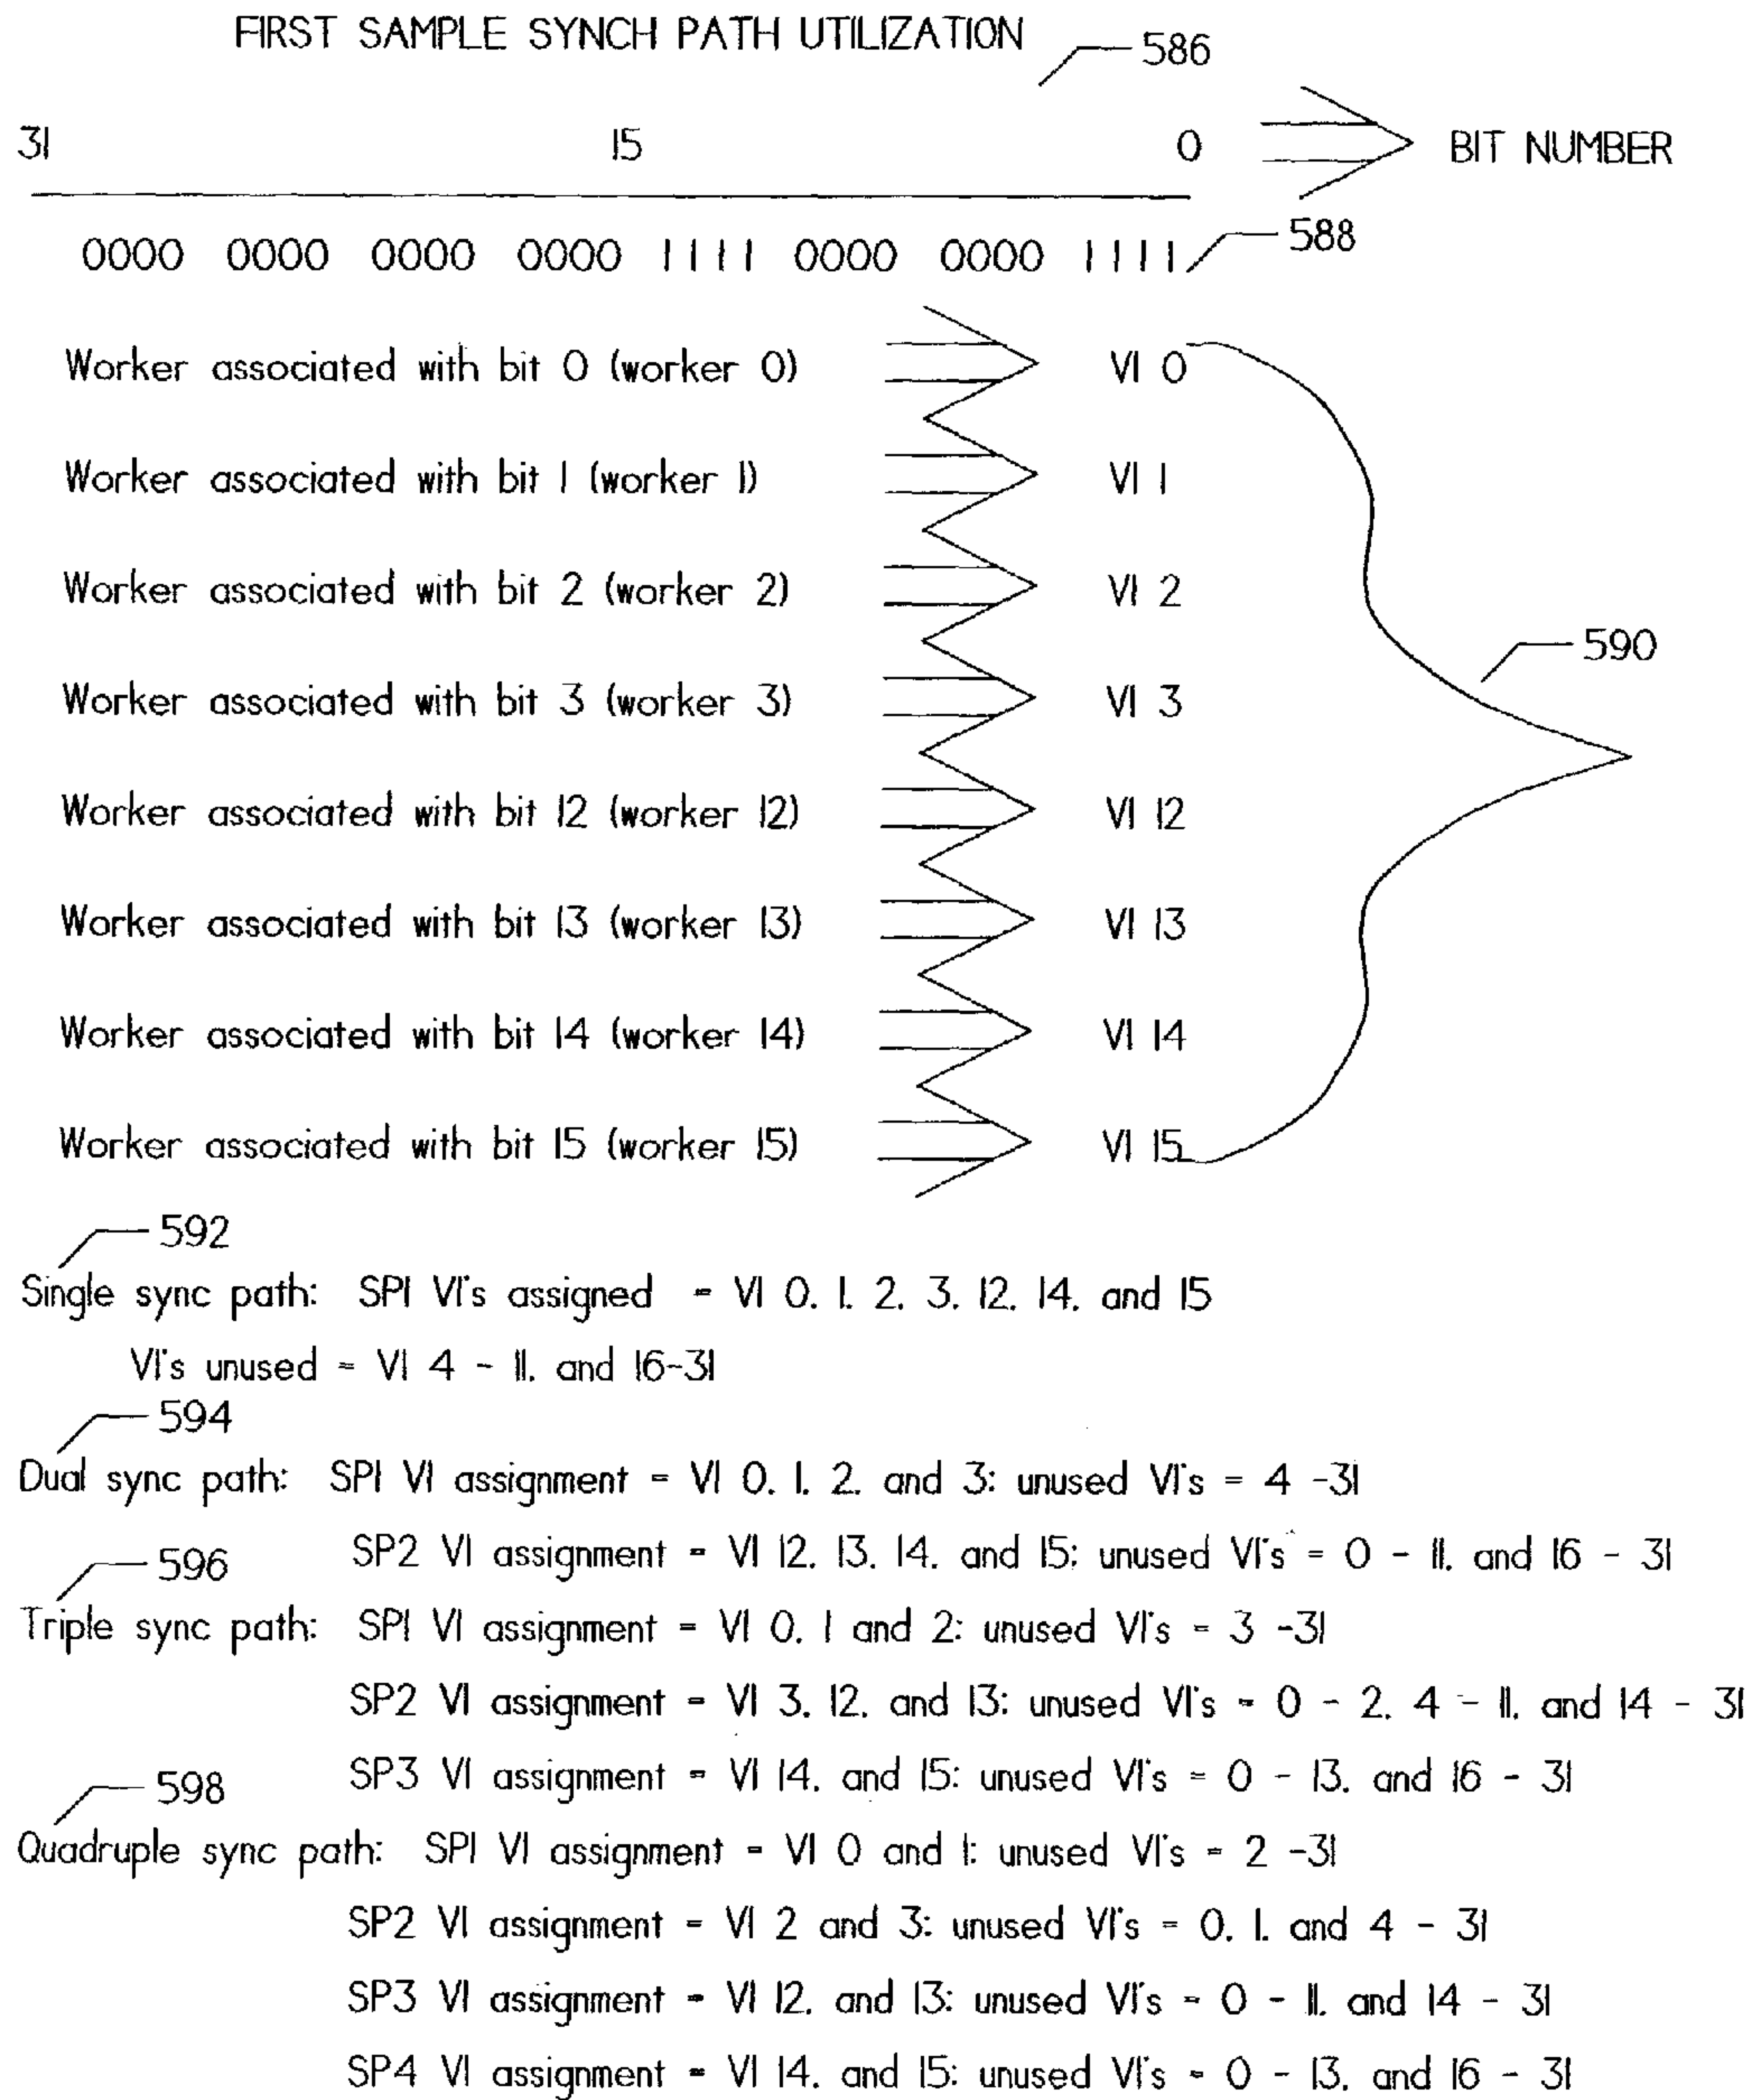 FIRST SAMPLE SYNCH PATH UTILIZATION
586
31 15 0 BIT NUMBER
0000 0000 0000 0000 1111 0000 0000 1111
588
Worker associated with bit 0 (worker 0) VI 0
Worker associated with bit 1 (worker 1) VI 1
Worker associated with bit 2 (worker 2) VI 2
590
Worker associated with bit 3 (worker 3) VI 3
Worker associated with bit 12 (worker 12) VI 12
Worker associated with bit 13 (worker 13) VI 13
Worker associated with bit 14 (worker 14) VI 14
Worker associated with bit 15 (worker 15) VI 15
592
Single sync path: SP1 VI's assigned = VI 0. 1. 2. 3. 12. 14. and 15
VI's unused = VI 4 - 11. and 16-31
594
Dual sync path: SP1 VI assignment = VI 0. 1. 2. and 3: unused VI's = 4 -31
SP2 VI assignment = VI 12. 13. 14. and 15: unused VI's = 0 - 11. and 16 - 31
596
Triple sync path: SP1 VI assignment = VI 0. 1 and 2: unused VI's = 3 -31
SP2 VI assignment = VI 3. 12. and 13: unused VI's = 0 - 2. 4 - 11. and 14 - 31
SP3 VI assignment = VI 14. and 15: unused VI's = 0 - 13. and 16 - 31
598
Quadruple sync path: SP1 VI assignment = VI 0 and 1: unused VI's = 2 -31
SP2 VI assignment = VI 2 and 3: unused VI's = 0. 1. and 4 - 31
SP3 VI assignment = VI 12. and 13: unused VI's = 0 - 11. and 14 - 31
SP4 VI assignment = VI 14. and 15: unused VI's = 0 - 13. and 16 - 31